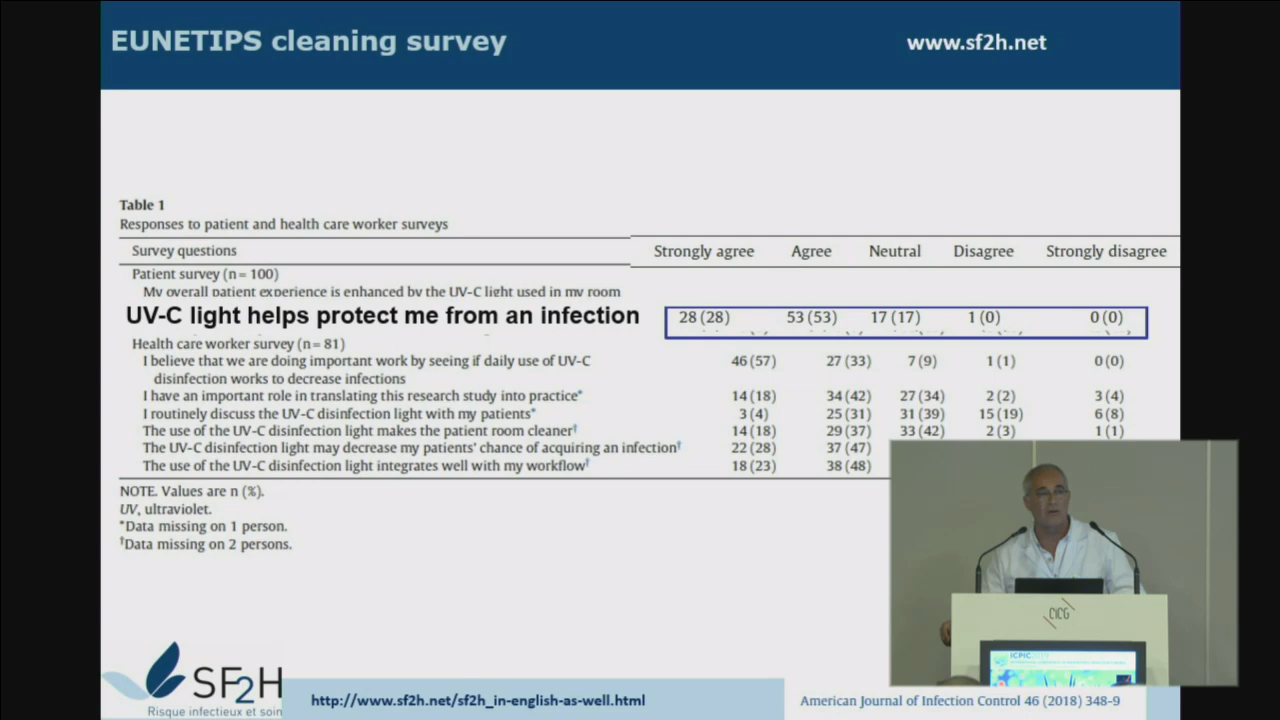 EUNETIPS cleaning survey
www.sf2h.net
Table 1
Responses to patient and health care worker surveys
Survey questions Strongly agree Agree Neutral Disagree Strongly disagree
Patient survey (n = 100)
My overall patient experience is enhanced by the UV-C light used in my room
UV-C light helps protect me from an infection 28 (28) 53 (53) 17 (17) 1 (0) 0 (0)
Health care worker survey (n = 81)
I believe that we are doing important work by seeing if daily use of UV-C 46 (57) 27 (33) 7 (9) 1 (1) 0 (0)
disinfection works to decrease infections
I have an important role in translating this research study into practice* 14 (18) 34 (42) 27 (34) 2 (2) 3 (4)
I routinely discuss the UV-C disinfection light with my patients* 3 (4) 25 (31) 31 (39) 15 (19) 6 (8)
The use of the UV-C disinfection light makes the patient room cleaner† 14 (18) 29 (37) 33 (42) 2 (3) 1 (1)
The UV-C disinfection light may decrease my patients' chance of acquiring an infection† 22 (28) 37 (47)
The use of the UV-C disinfection light integrates well with my workflow† 18 (23) 38 (48)
NOTE. Values are n (%).
UV, ultraviolet.
*Data missing on 1 person.
†Data missing on 2 persons.
CICG
ICPIC
SF2H
Risque infectieux et soin
http://www.sf2h.net/sf2h_in-english-as-well.html
American Journal of Infection Control 46 (2018) 348-9